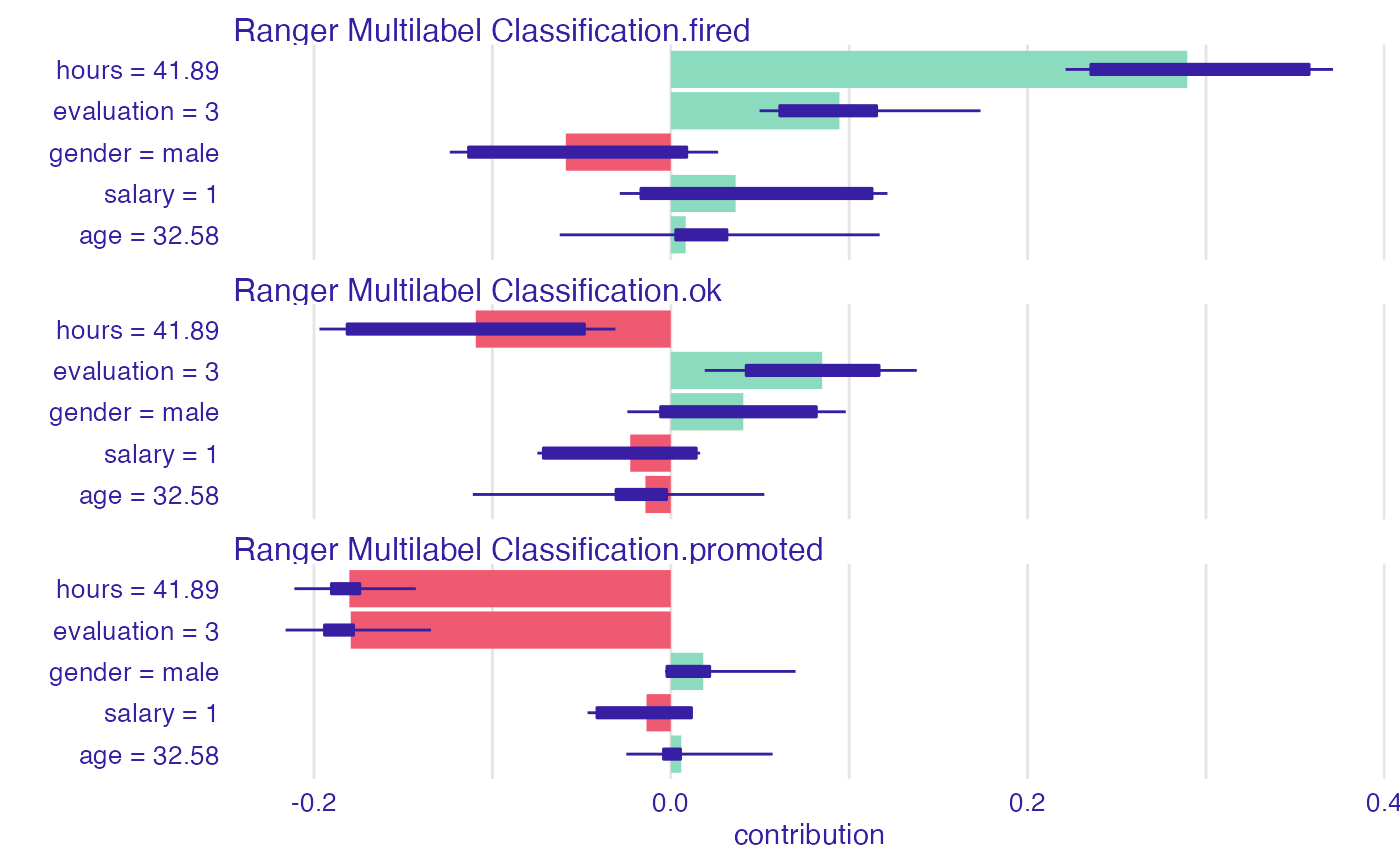 Ranger Multilabel Classification.fired
hours = 41.89
evaluation = 3
gender = male
salary = 1
age = 32.58
Ranger Multilabel Classification.ok
hours = 41.89
evaluation = 3
gender = male
salary = 1
age = 32.58
Ranger Multilabel Classification.promoted
hours = 41.89
evaluation = 3
gender = male
salary = 1
age = 32.58
-0.2 0.0 0.2 0.4
contribution